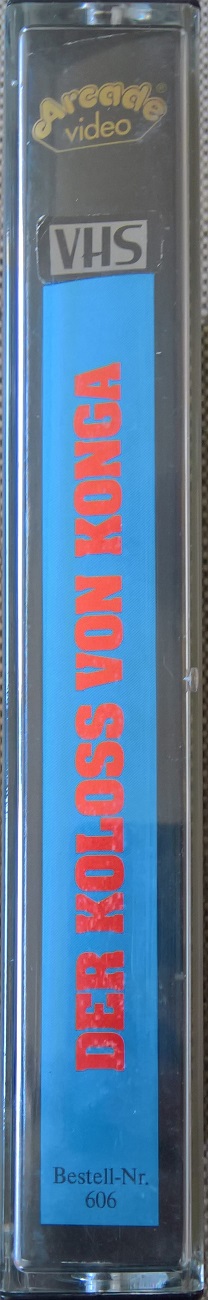 Arcade®
video
VHS
DER KOLOSS VON KONGA
Bestell-Nr.
606